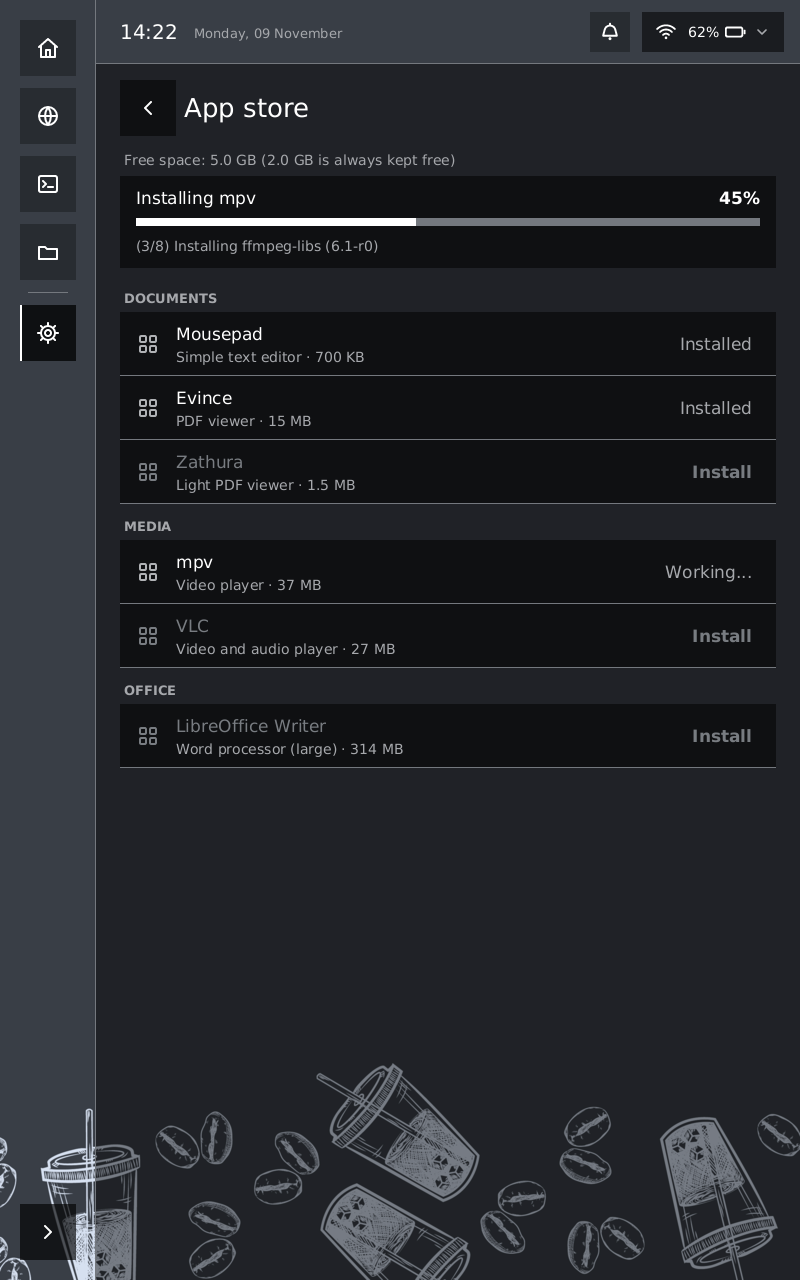 14:22 Monday, 09 November 62%
App store
Free space: 5.0 GB (2.0 GB is always kept free)
Installing mpv 45%
(3/8) Installing ffmpeg-libs (6.1-r0)
DOCUMENTS
Mousepad
Simple text editor · 700 KB
Installed
Evince
PDF viewer · 15 MB
Installed
Zathura
Light PDF viewer · 1.5 MB
Install
MEDIA
mpv
Video player · 37 MB
Working...
VLC
Video and audio player · 27 MB
Install
OFFICE
LibreOffice Writer
Word processor (large) · 314 MB
Install